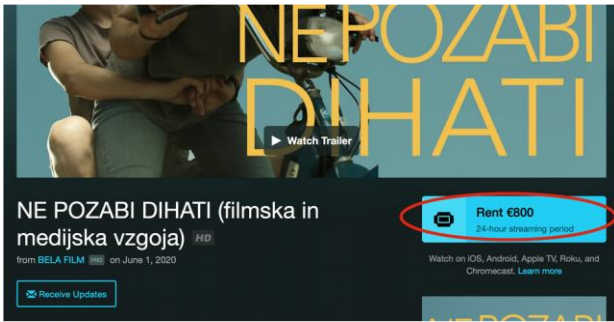 NE POZABI
DIHATI
Watch Trailer
NE POZABI DIHATI (filmska in
medijska vzgoja) HD
from BELA FILM PRO on June 1, 2020
Receive Updates
Rent €800
24-hour streaming period
Watch on iOS, Android, Apple TV, Roku, and
Chromecast. Learn more
NE POZABI